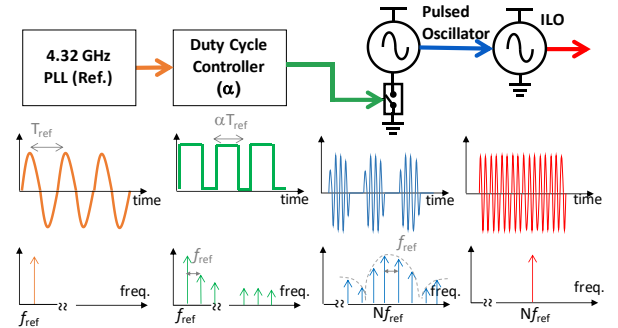 4.32 GHz
PLL (Ref.)
Duty Cycle
Controller
(α)
Pulsed
Oscillator
ILO
Tref
time
αTref
time
time
time
fref
freq.
fref
fref
freq.
fref
Nfref
freq.
Nfref
freq.